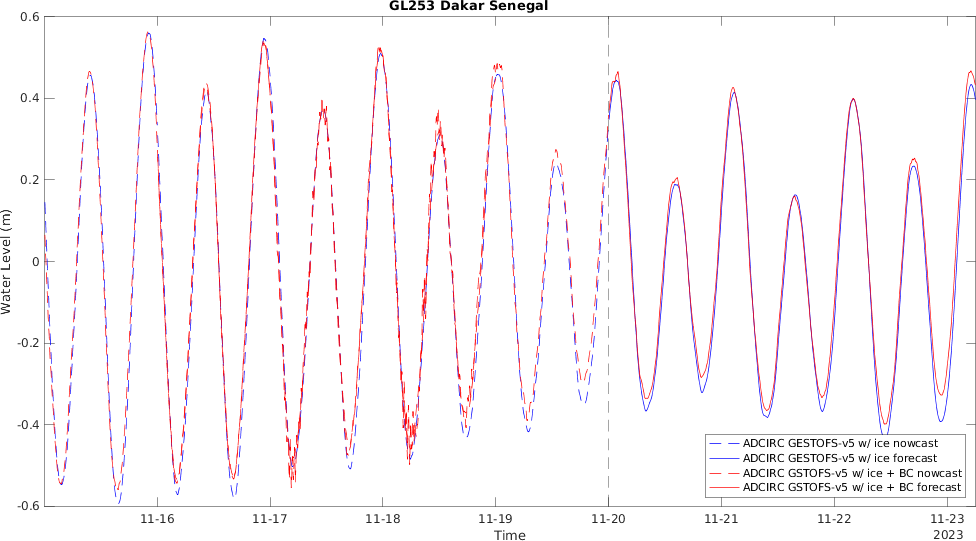 GL253 Dakar Senegal
0.6
0.4
0.2
0
-0.2
-0.4
-0.6
Water Level (m)
11-16
11-17
11-18
11-19
11-20
11-21
11-22
11-23
Time
2023
ADCIRC GESTOFS-v5 w/ ice nowcast
ADCIRC GESTOFS-v5 w/ ice forecast
ADCIRC GSTOFS-v5 w/ ice + BC nowcast
ADCIRC GSTOFS-v5 w/ ice + BC forecast